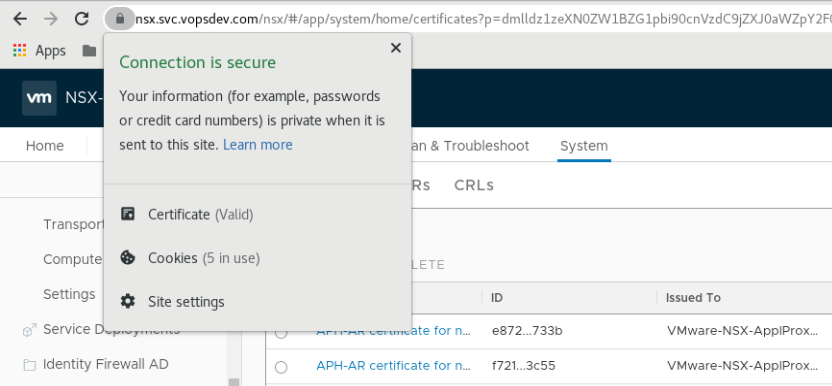 nsx.svc.vopsdev.com/nsx/#/app/system/home/certificates?p=dmlldz1zeXN0ZW1BZG1pbi90cnVzdC9jZXJ0aWZpY2F0
Apps
Connection is secure
Your information (for example, passwords
or credit card numbers) is private when it is
sent to this site. Learn more
Certificate (Valid)
Cookies (5 in use)
Site settings
vm NSX-
Home
an & Troubleshoot
System
Rs
CRLs
Transport
Compute
Settings
Service Deployments
Identity Firewall AD
LETE
ID
Issued To
APH-AR certificate for n...
e872...733b
VMware-NSX-ApplProx...
APH-AR certificate for n...
f721...3c55
VMware-NSX-ApplProx...